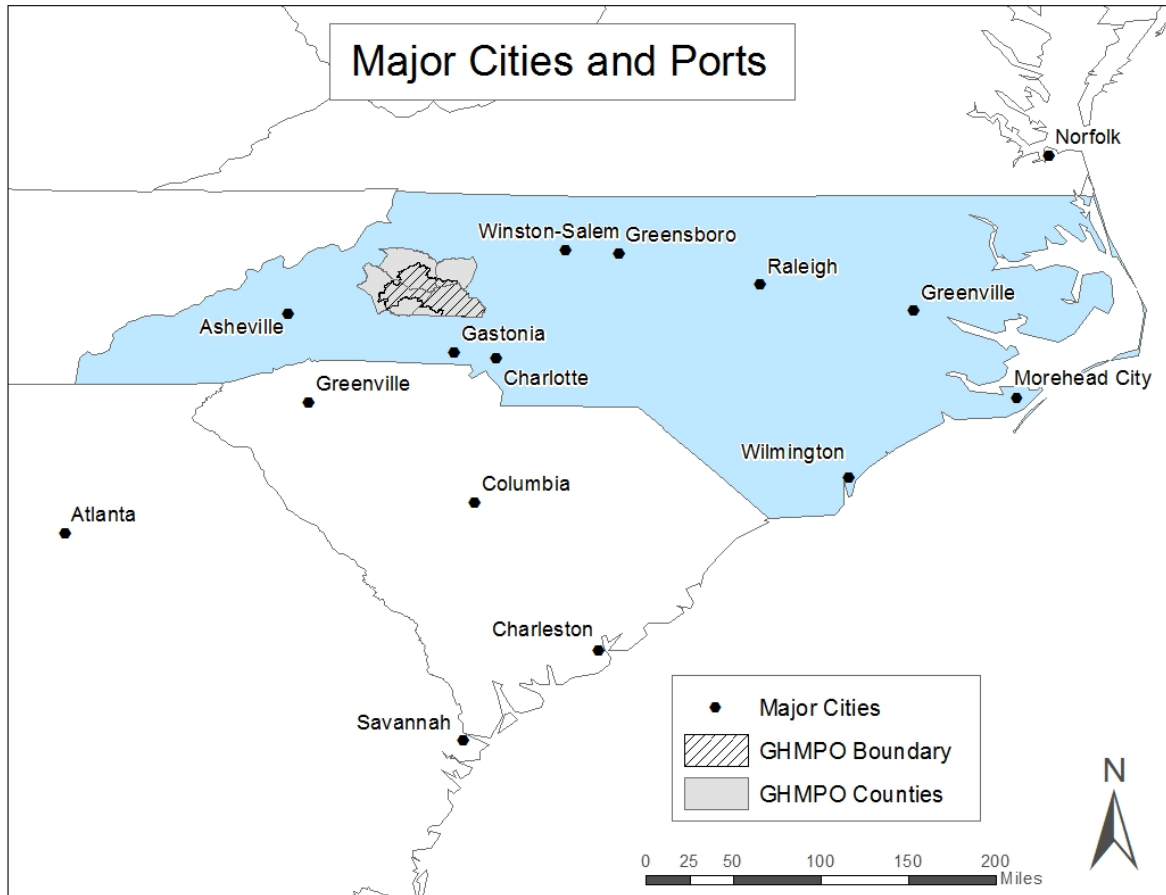 Major Cities and Ports
Norfolk
Winston-Salem
Greensboro
Raleigh
Greenville
Asheville
Gastonia
Charlotte
Greenville
Morehead City
Wilmington
Columbia
Atlanta
Charleston
Savannah
Major Cities
GHMPO Boundary
GHMPO Counties
N
0 25 50 100 150 200
Miles